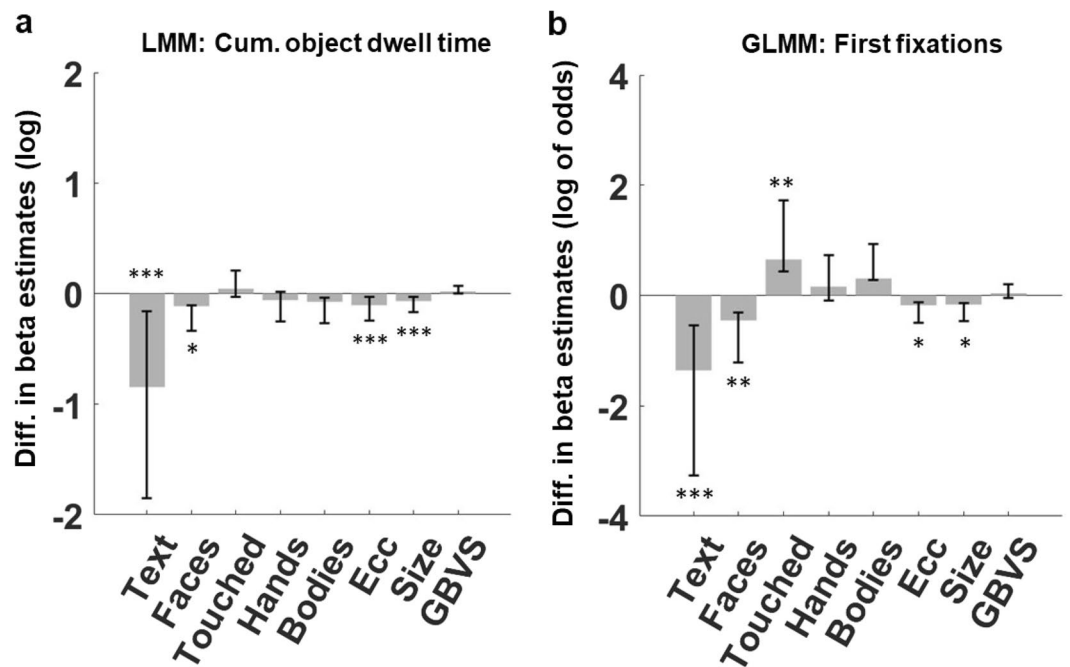 a
LMM: Cum. object dwell time
Diff. in beta estimates (log)
2
1
0
-1
-2
***
*
***
***
Text
Faces
Touched
Hands
Bodies
Ecc
Size
GBVS
b
GLMM: First fixations
Diff. in beta estimates (log of odds)
4
2
0
-2
-4
***
**
**
*
*
Text
Faces
Touched
Hands
Bodies
Ecc
Size
GBVS